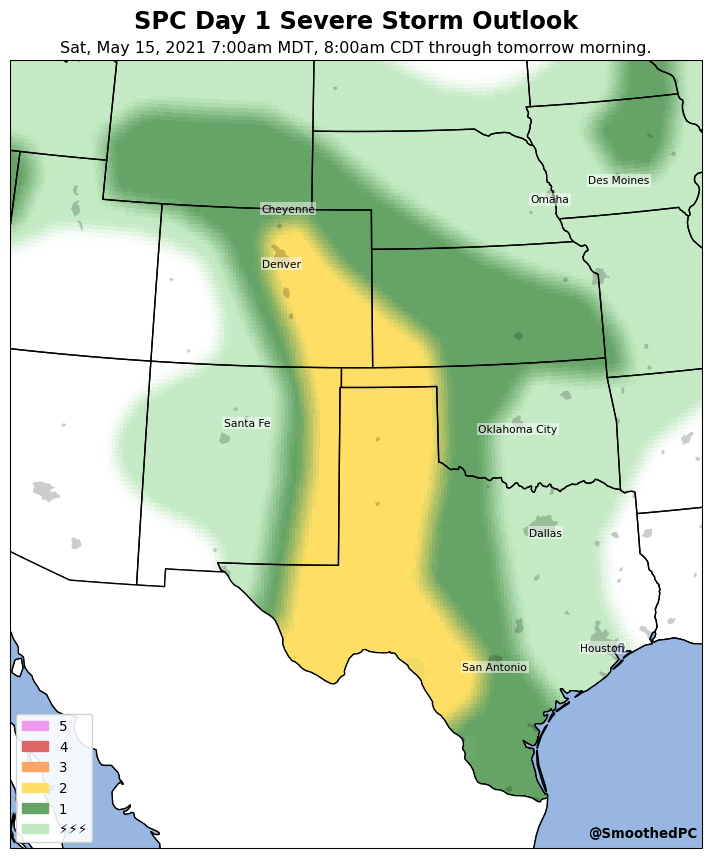 SPC Day 1 Severe Storm Outlook
Sat, May 15, 2021 7:00am MDT, 8:00am CDT through tomorrow morning.
Des Moines
Omaha
Cheyenne
Denver
Santa Fe
Oklahoma City
Dallas
Houston
San Antonio
5
4
3
2
1
⚡⚡⚡
@SmoothedPC